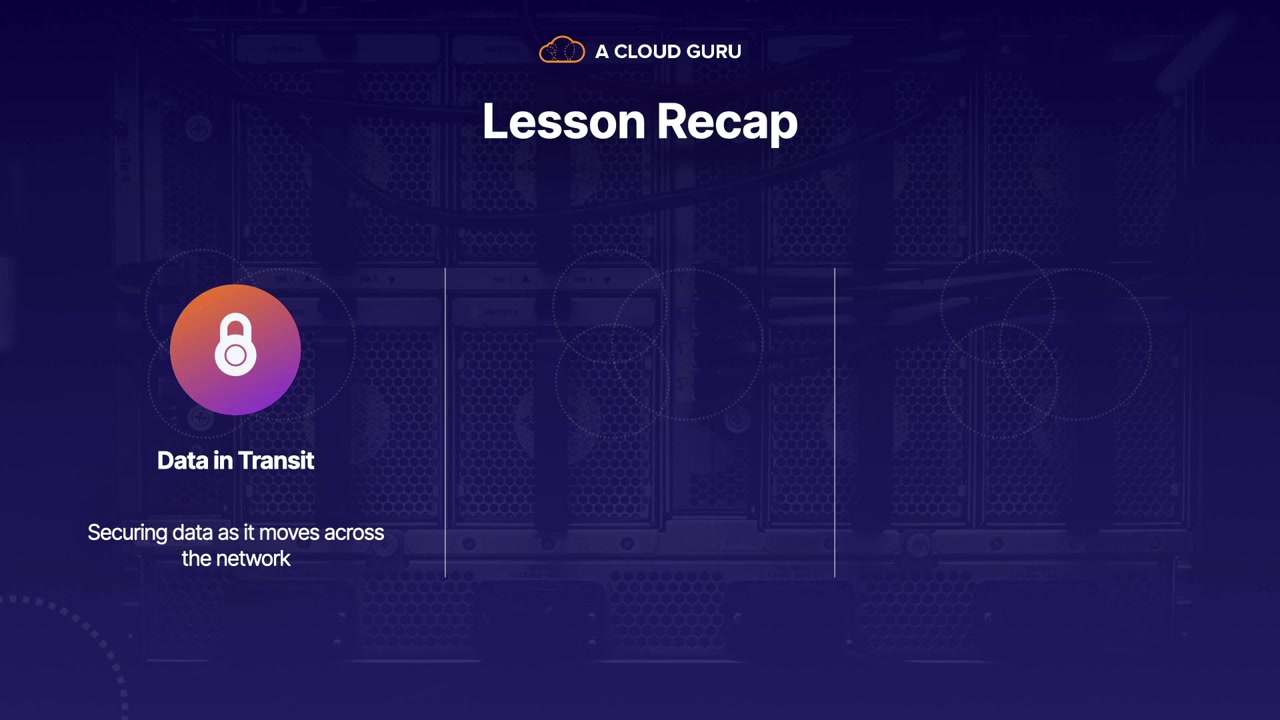 A CLOUD GURU
Lesson Recap
Data in Transit
Securing data as it moves across
the network